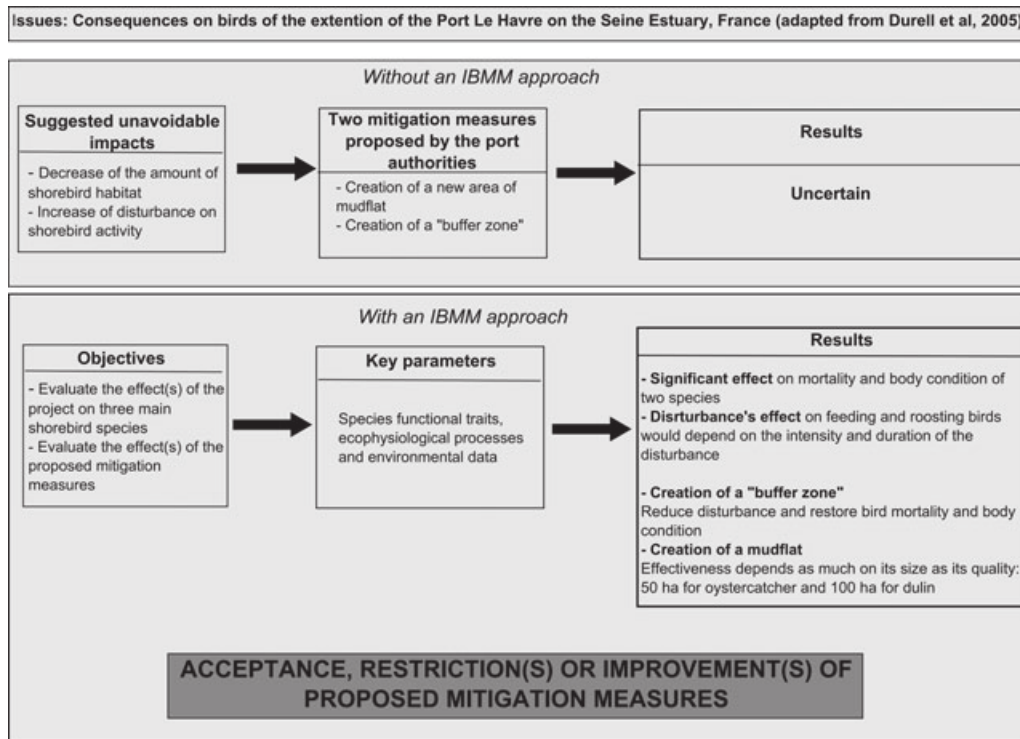 Issues: Consequences on birds of the extention of the Port Le Havre on the Seine Estuary, France (adapted from Durell et al, 2005)
Without an IBMM approach
Suggested unavoidable
impacts
- Decrease of the amount of
shorebird habitat
- Increase of disturbance on
shorebird activity
Two mitigation measures
proposed by the port
authorities
- Creation of a new area of
mudflat
- Creation of a "buffer zone"
Results
Uncertain
With an IBMM approach
Objectives
- Evaluate the effect(s) of the
project on three main
shorebird species
- Evaluate the effect(s) of the
proposed mitigation
measures
Key parameters
Species functional traits,
ecophysiological processes
and environmental data
Results
- Significant effect on mortality and body condition of
two species
- Disrturbance's effect on feeding and roosting birds
would depend on the intensity and duration of the
disturbance
- Creation of a "buffer zone"
Reduce disturbance and restore bird mortality and body
condition
- Creation of a mudflat
Effectiveness depends as much on its size as its quality:
50 ha for oystercatcher and 100 ha for dulin
ACCEPTANCE, RESTRICTION(S) OR IMPROVEMENT(S) OF
PROPOSED MITIGATION MEASURES